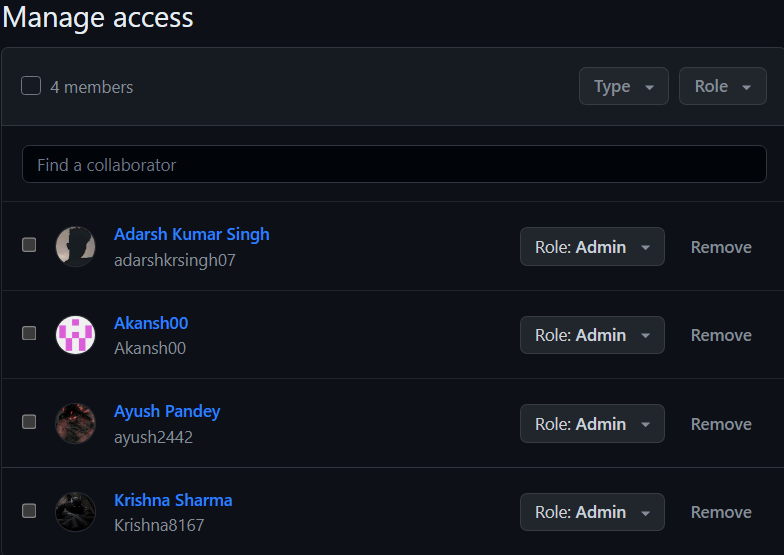 Manage access
4 members
Type
Role
Find a collaborator
Adarsh Kumar Singh
adarshkrsingh07
Role: Admin
Remove
Akansh00
Akansh00
Role: Admin
Remove
Ayush Pandey
ayush2442
Role: Admin
Remove
Krishna Sharma
Krishna8167
Role: Admin
Remove